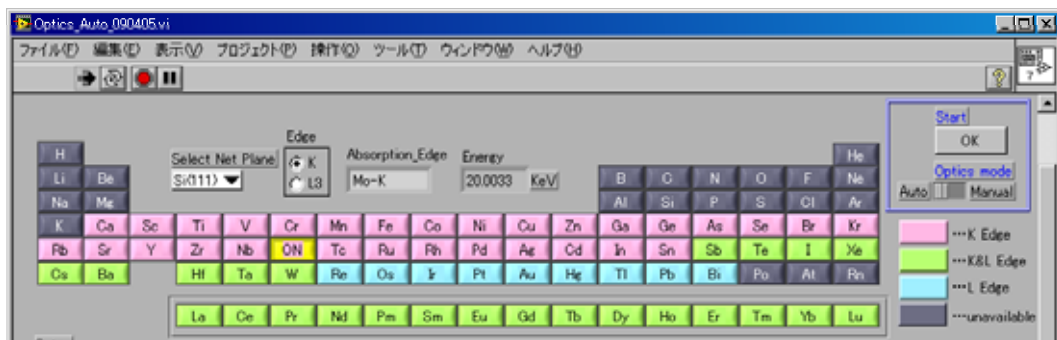 Optics_Auto_090405.vi
ファイル(F) 編集(E) 表示(V) プロジェクト(P) 操作(O) ツール(T) ウィンドウ(W) ヘルプ(H)
Start
OK
Optics mode
Auto Manual
Edge
Select Net Plane K Absorption_Edge Energy
Si(111) L3 Mo-K 20.0033 KeV
H He
Li Be B C N O F Ne
Na Mg Al Si P S Cl Ar
K Ca Sc Ti V Cr Mn Fe Co Ni Cu Zn Ga Ge As Se Br Kr
Rb Sr Y Zr Nb ON Tc Ru Rh Pd Ag Cd In Sn Sb Te I Xe
Cs Ba Hf Ta W Re Os Ir Pt Au Hg Tl Pb Bi Po At Rn
La Ce Pr Nd Pm Sm Eu Gd Tb Dy Ho Er Tm Yb Lu
…K Edge
…K&L Edge
…L Edge
…unavailable